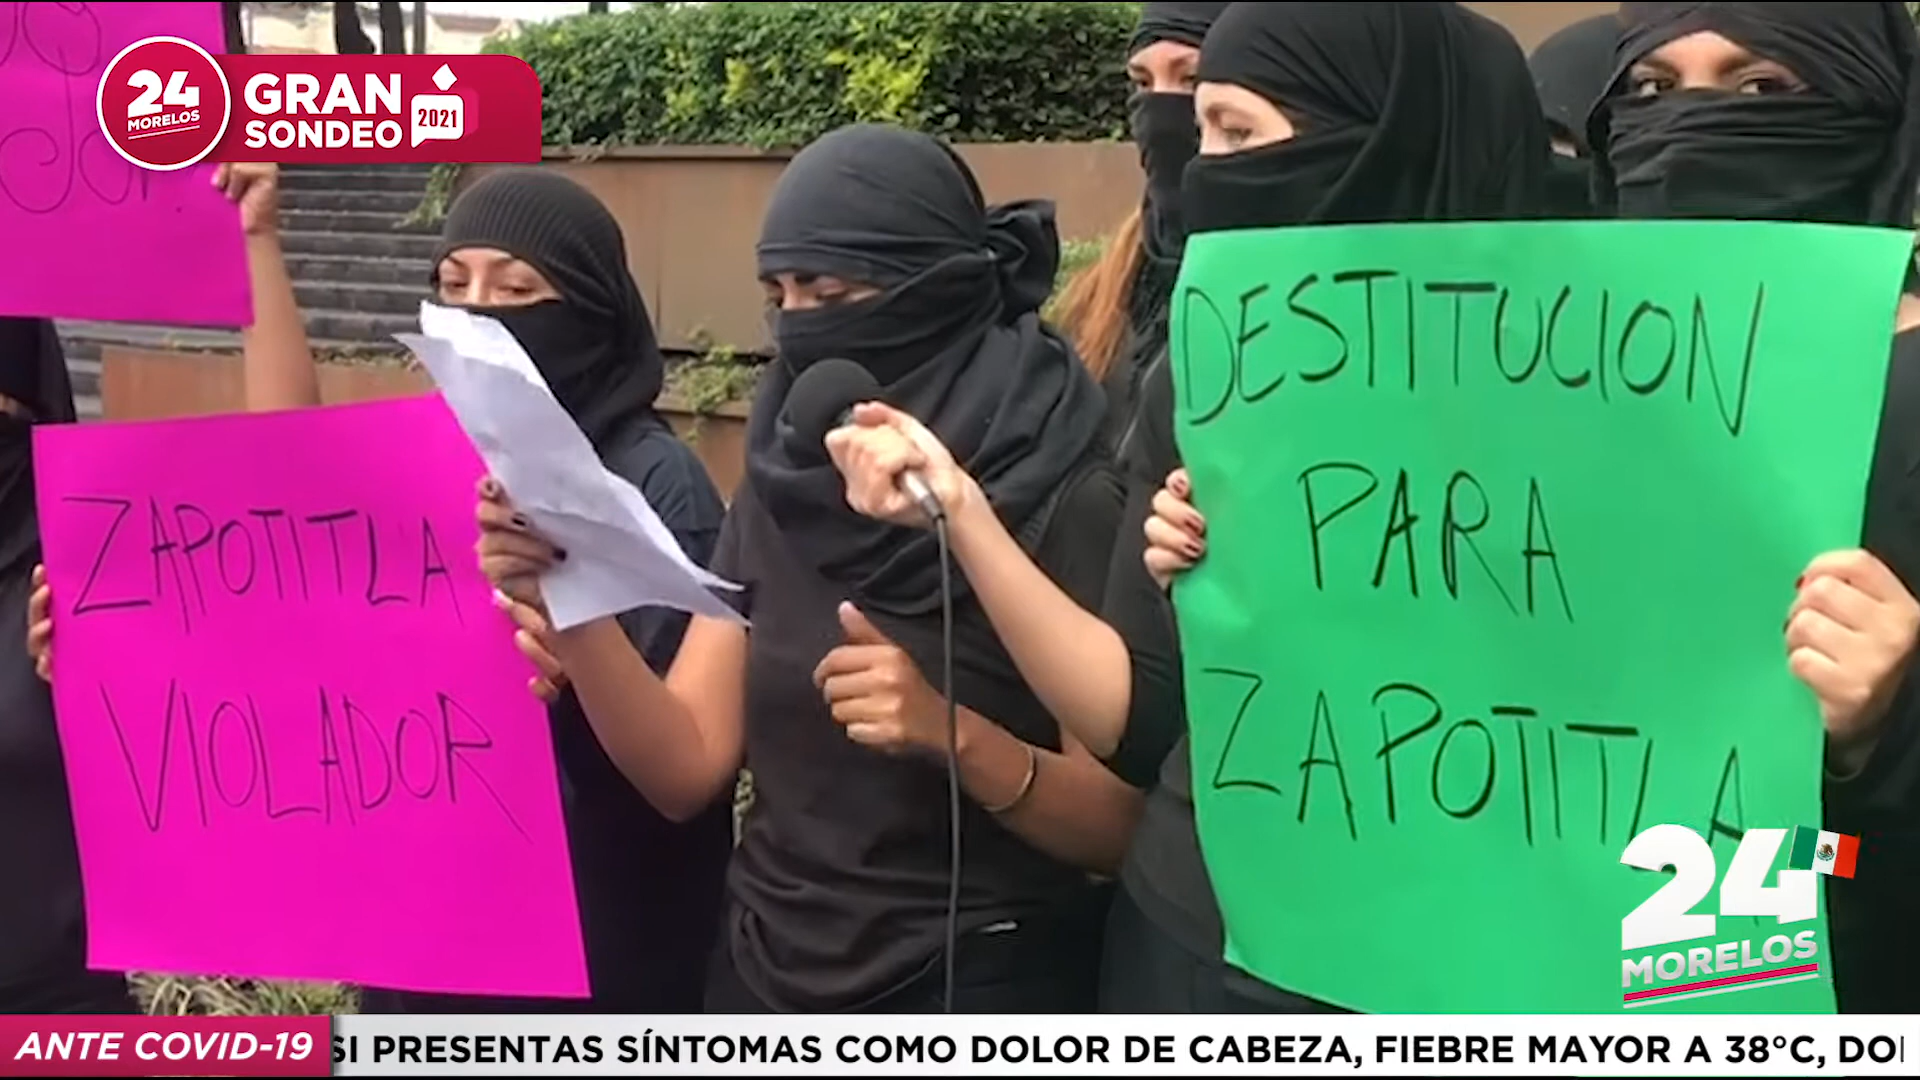 24
MORELOS
GRAN
SONDEO
2021
ZAPOTITLA
VIOLADOR
DESTITUCION
PARA
ZAPOTITLA
24
MORELOS
ANTE COVID-19
SI PRESENTAS SÍNTOMAS COMO DOLOR DE CABEZA, FIEBRE MAYOR A 38°C,